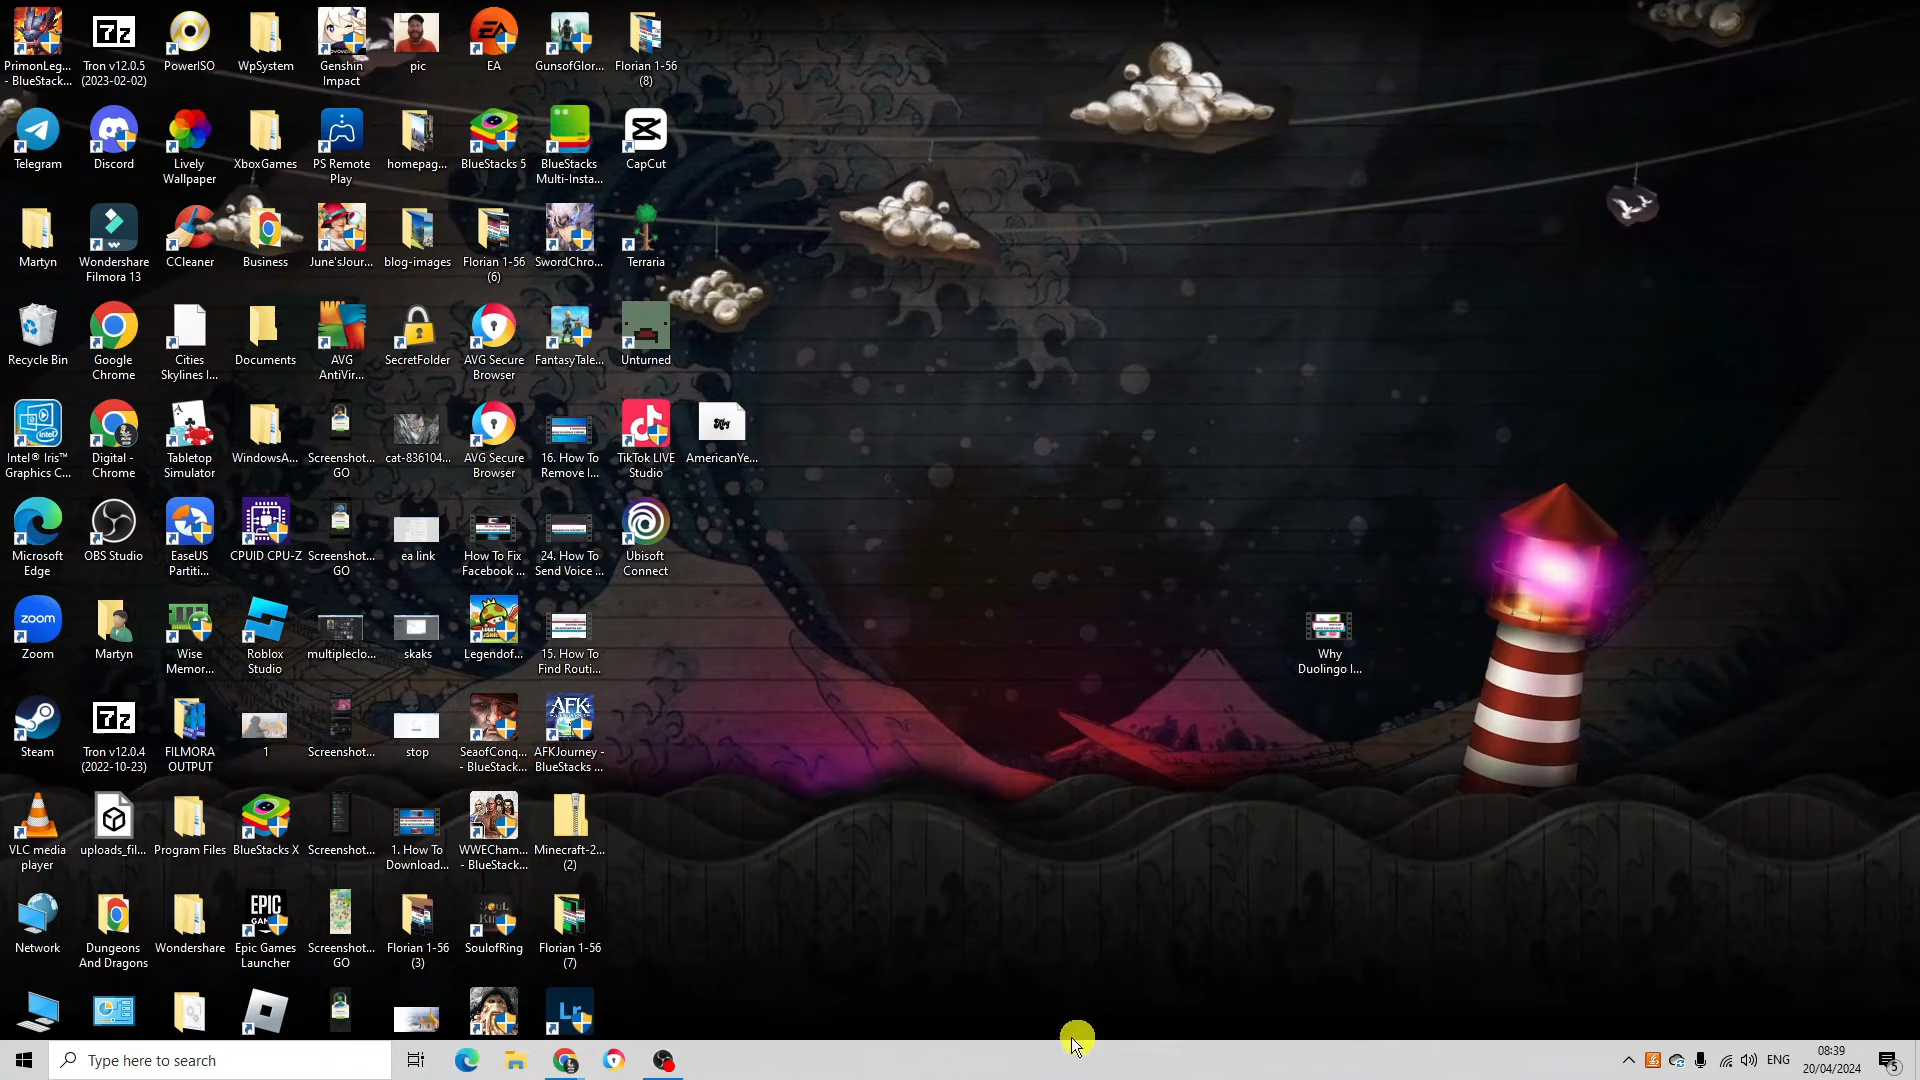 PrimonLeg...
- BlueStack...
Tron v12.0.5
(2023-02-02)
PowerISO
WpSystem
Genshin
Impact
pic
EA
GunsofGlor...
Florian 1-56
(8)
Telegram
Discord
Lively
Wallpaper
XboxGames
PS Remote
Play
homepag...
BlueStacks 5
BlueStacks
Multi-Insta...
CapCut
Martyn
Wondershare
Filmora 13
CCleaner
Business
June'sJour...
blog-images
Florian 1-56
(6)
SwordChro...
Terraria
Recycle Bin
Google
Chrome
Cities
Skylines I...
Documents
AVG
AntiVir...
SecretFolder
AVG Secure
Browser
FantasyTale...
Unturned
Intel® Iris™
Graphics C...
Digital -
Chrome
Tabletop
Simulator
WindowsA...
Screenshot...
GO
cat-836104...
AVG Secure
Browser
16. How To
Remove I...
TikTok LIVE
Studio
AmericanYe...
Microsoft
Edge
OBS Studio
EaseUS
Partiti...
CPUID CPU-Z
Screenshot...
GO
ea link
How To Fix
Facebook ...
24. How To
Send Voice ...
Ubisoft
Connect
zoom
Zoom
Martyn
Wise
Memor...
Roblox
Studio
multipleclo...
skaks
Legendof...
15. How To
Find Routi...
Why
Duolingo I...
Steam
Tron v12.0.4
(2022-10-23)
FILMORA
OUTPUT
1
Screenshot...
stop
SeaofConq...
- BlueStack...
AFKJourney -
BlueStacks ...
VLC media
player
uploads_fil...
Program Files
BlueStacks X
Screenshot...
1. How To
Download...
WWECham...
- BlueStack...
Minecraft-2...
(2)
Network
Dungeons
And Dragons
Wondershare
Epic Games
Launcher
Screenshot...
GO
Florian 1-56
(3)
SoulofRing
Florian 1-56
(7)
Lr
Type here to search
ENG
08:39
20/04/2024
5